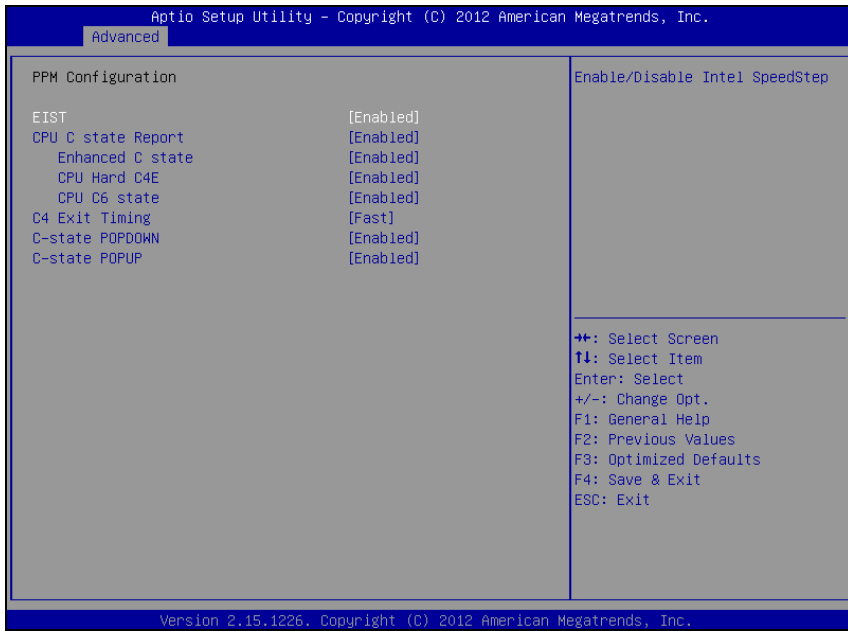 Aptio Setup Utility – Copyright (C) 2012 American Megatrends, Inc.
Advanced
PPM Configuration
EIST [Enabled]
CPU C state Report [Enabled]
Enhanced C state [Enabled]
CPU Hard C4E [Enabled]
CPU C6 state [Enabled]
C4 Exit Timing [Fast]
C-state POPDOWN [Enabled]
C-state POPUP [Enabled]
Enable/Disable Intel SpeedStep
→←: Select Screen
↑↓: Select Item
Enter: Select
+/-: Change Opt.
F1: General Help
F2: Previous Values
F3: Optimized Defaults
F4: Save & Exit
ESC: Exit
Version 2.15.1226. Copyright (C) 2012 American Megatrends, Inc.